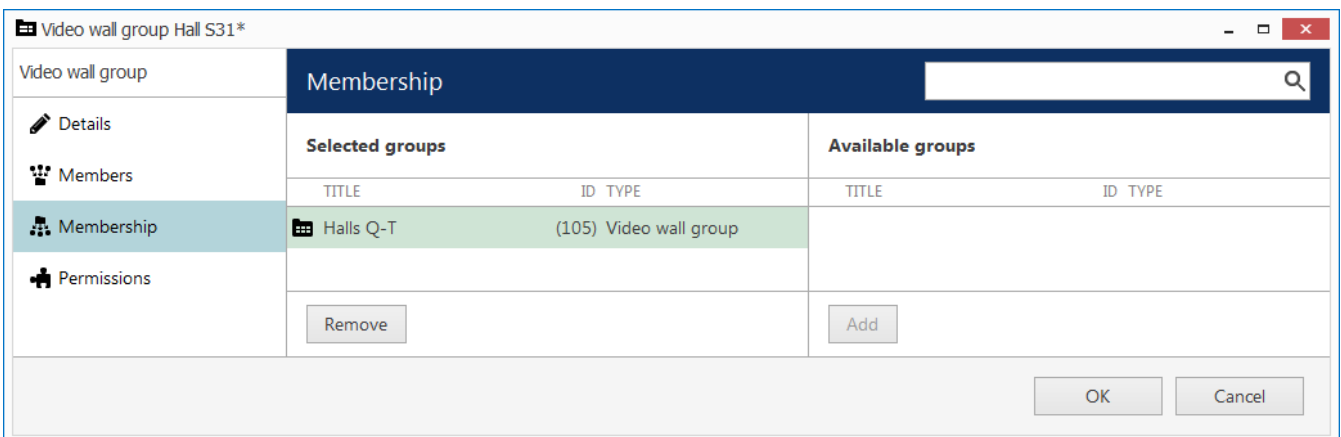 Video wall group Hall S31*
Video wall group
Details
Members
Membership
Permissions
Membership
Selected groups
TITLE ID TYPE
Halls Q-T (105) Video wall group
Remove
Available groups
TITLE ID TYPE
Add
OK Cancel